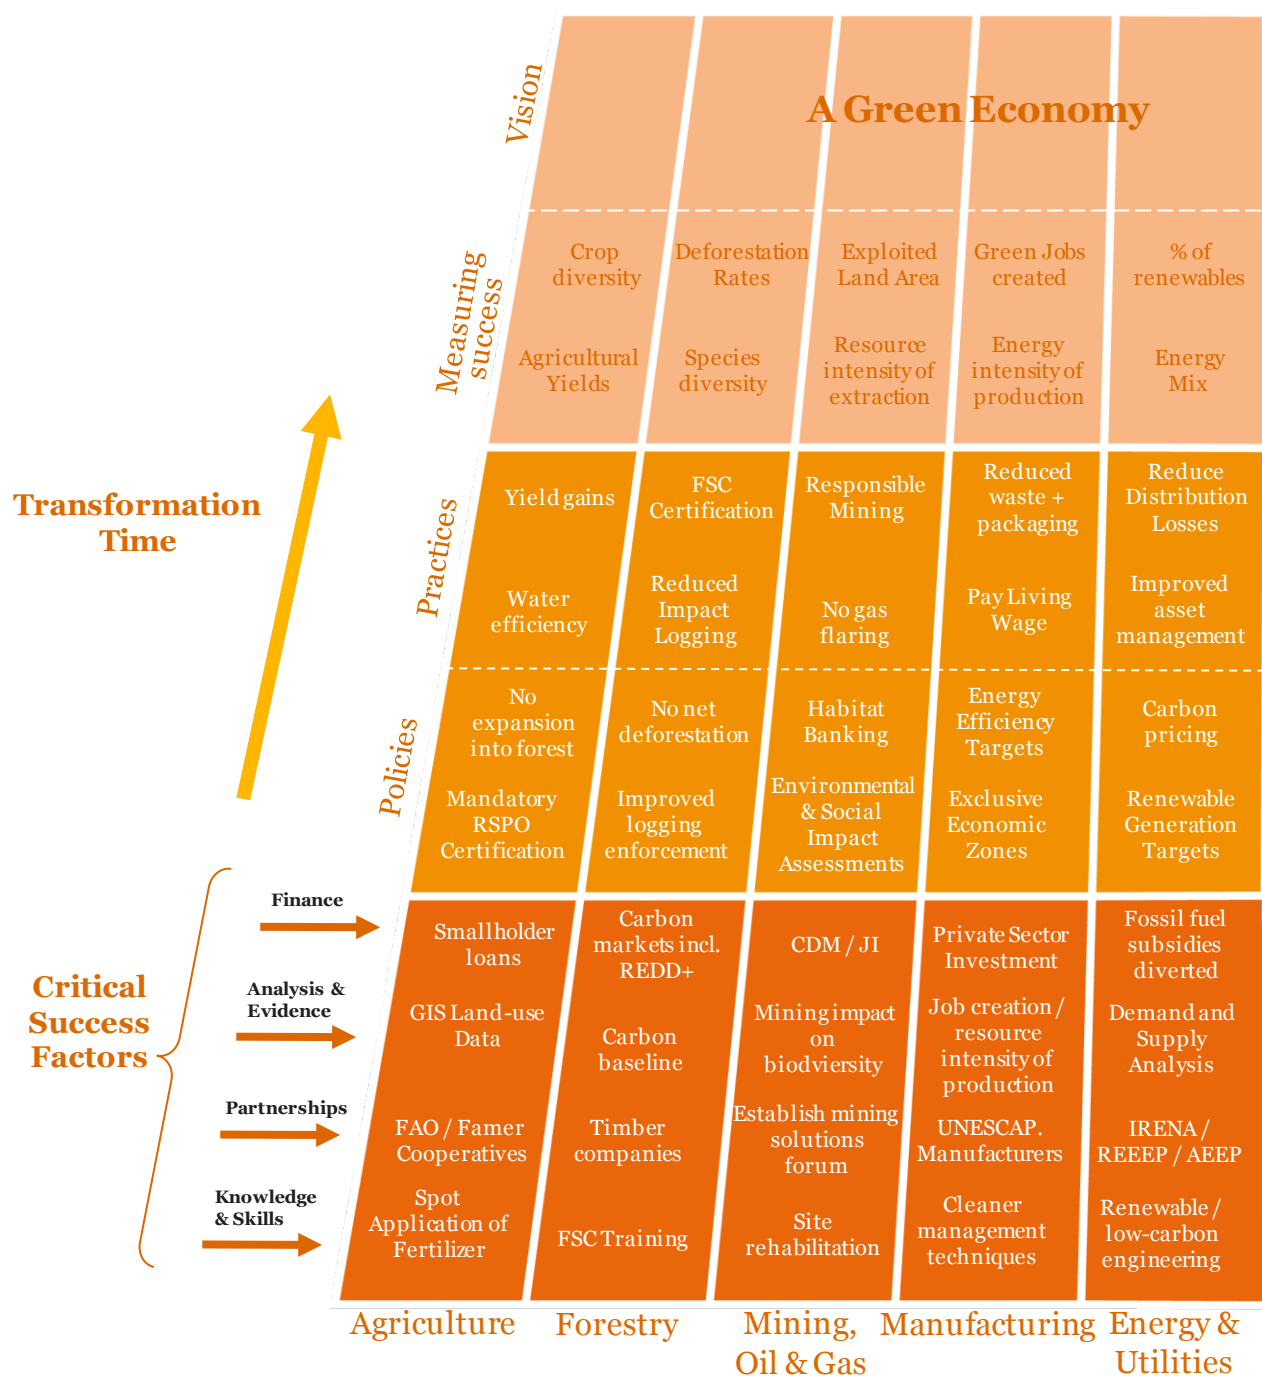 Vision
A Green Economy
Measuring
success
Crop
diversity
Deforestation
Rates
Exploited
Land Area
Green Jobs
created
% of
renewables
Agricultural
Yields
Species
diversity
Resource
intensity of
extraction
Energy
intensity of
production
Energy
Mix
Transformation
Time
Practices
Yield gains
FSC
Certification
Responsible
Mining
Reduced
waste +
packaging
Reduce
Distribution
Losses
Water
efficiency
Reduced
Impact
Logging
No gas
flaring
Pay Living
Wage
Improved
asset
management
Policies
No
expansion
into forest
No net
deforestation
Habitat
Banking
Energy
Efficiency
Targets
Carbon
pricing
Mandatory
RSPO
Certification
Improved
logging
enforcement
Environmental
& Social
Impact
Assessments
Exclusive
Economic
Zones
Renewable
Generation
Targets
Critical
Success
Factors
Finance
Smallholder
loans
Carbon
markets incl.
REDD+
CDM / JI
Private Sector
Investment
Fossil fuel
subsidies
diverted
Analysis &
Evidence
GIS Land-use
Data
Carbon
baseline
Mining impact
on
biodviersity
Job creation /
resource
intensity of
production
Demand and
Supply
Analysis
Partnerships
FAO / Famer
Cooperatives
Timber
companies
Establish mining
solutions
forum
UNESCAP.
Manufacturers
IRENA /
REEEP / AEEP
Knowledge
& Skills
Spot
Application of
Fertilizer
FSC Training
Site
rehabilitation
Cleaner
management
techniques
Renewable /
low-carbon
engineering
Agriculture
Forestry
Mining,
Oil & Gas
Manufacturing
Energy &
Utilities